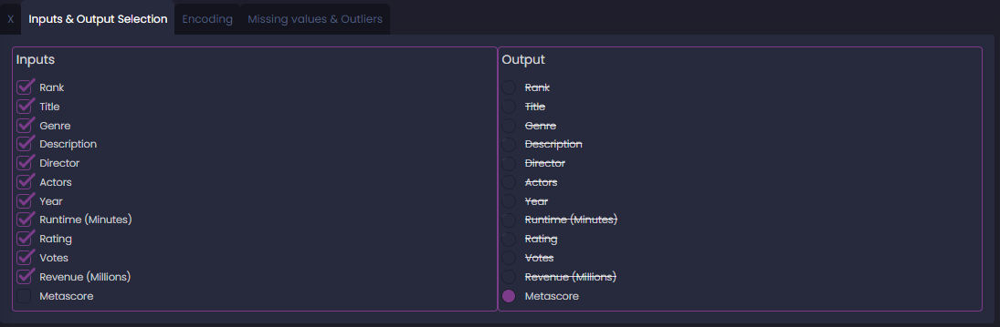 X Inputs & Output Selection Encoding Missing values & Outliers
Inputs
Rank
Title
Genre
Description
Director
Actors
Year
Runtime (Minutes)
Rating
Votes
Revenue (Millions)
Metascore
Output
Rank
Title
Genre
Description
Director
Actors
Year
Runtime (Minutes)
Rating
Votes
Revenue (Millions)
Metascore